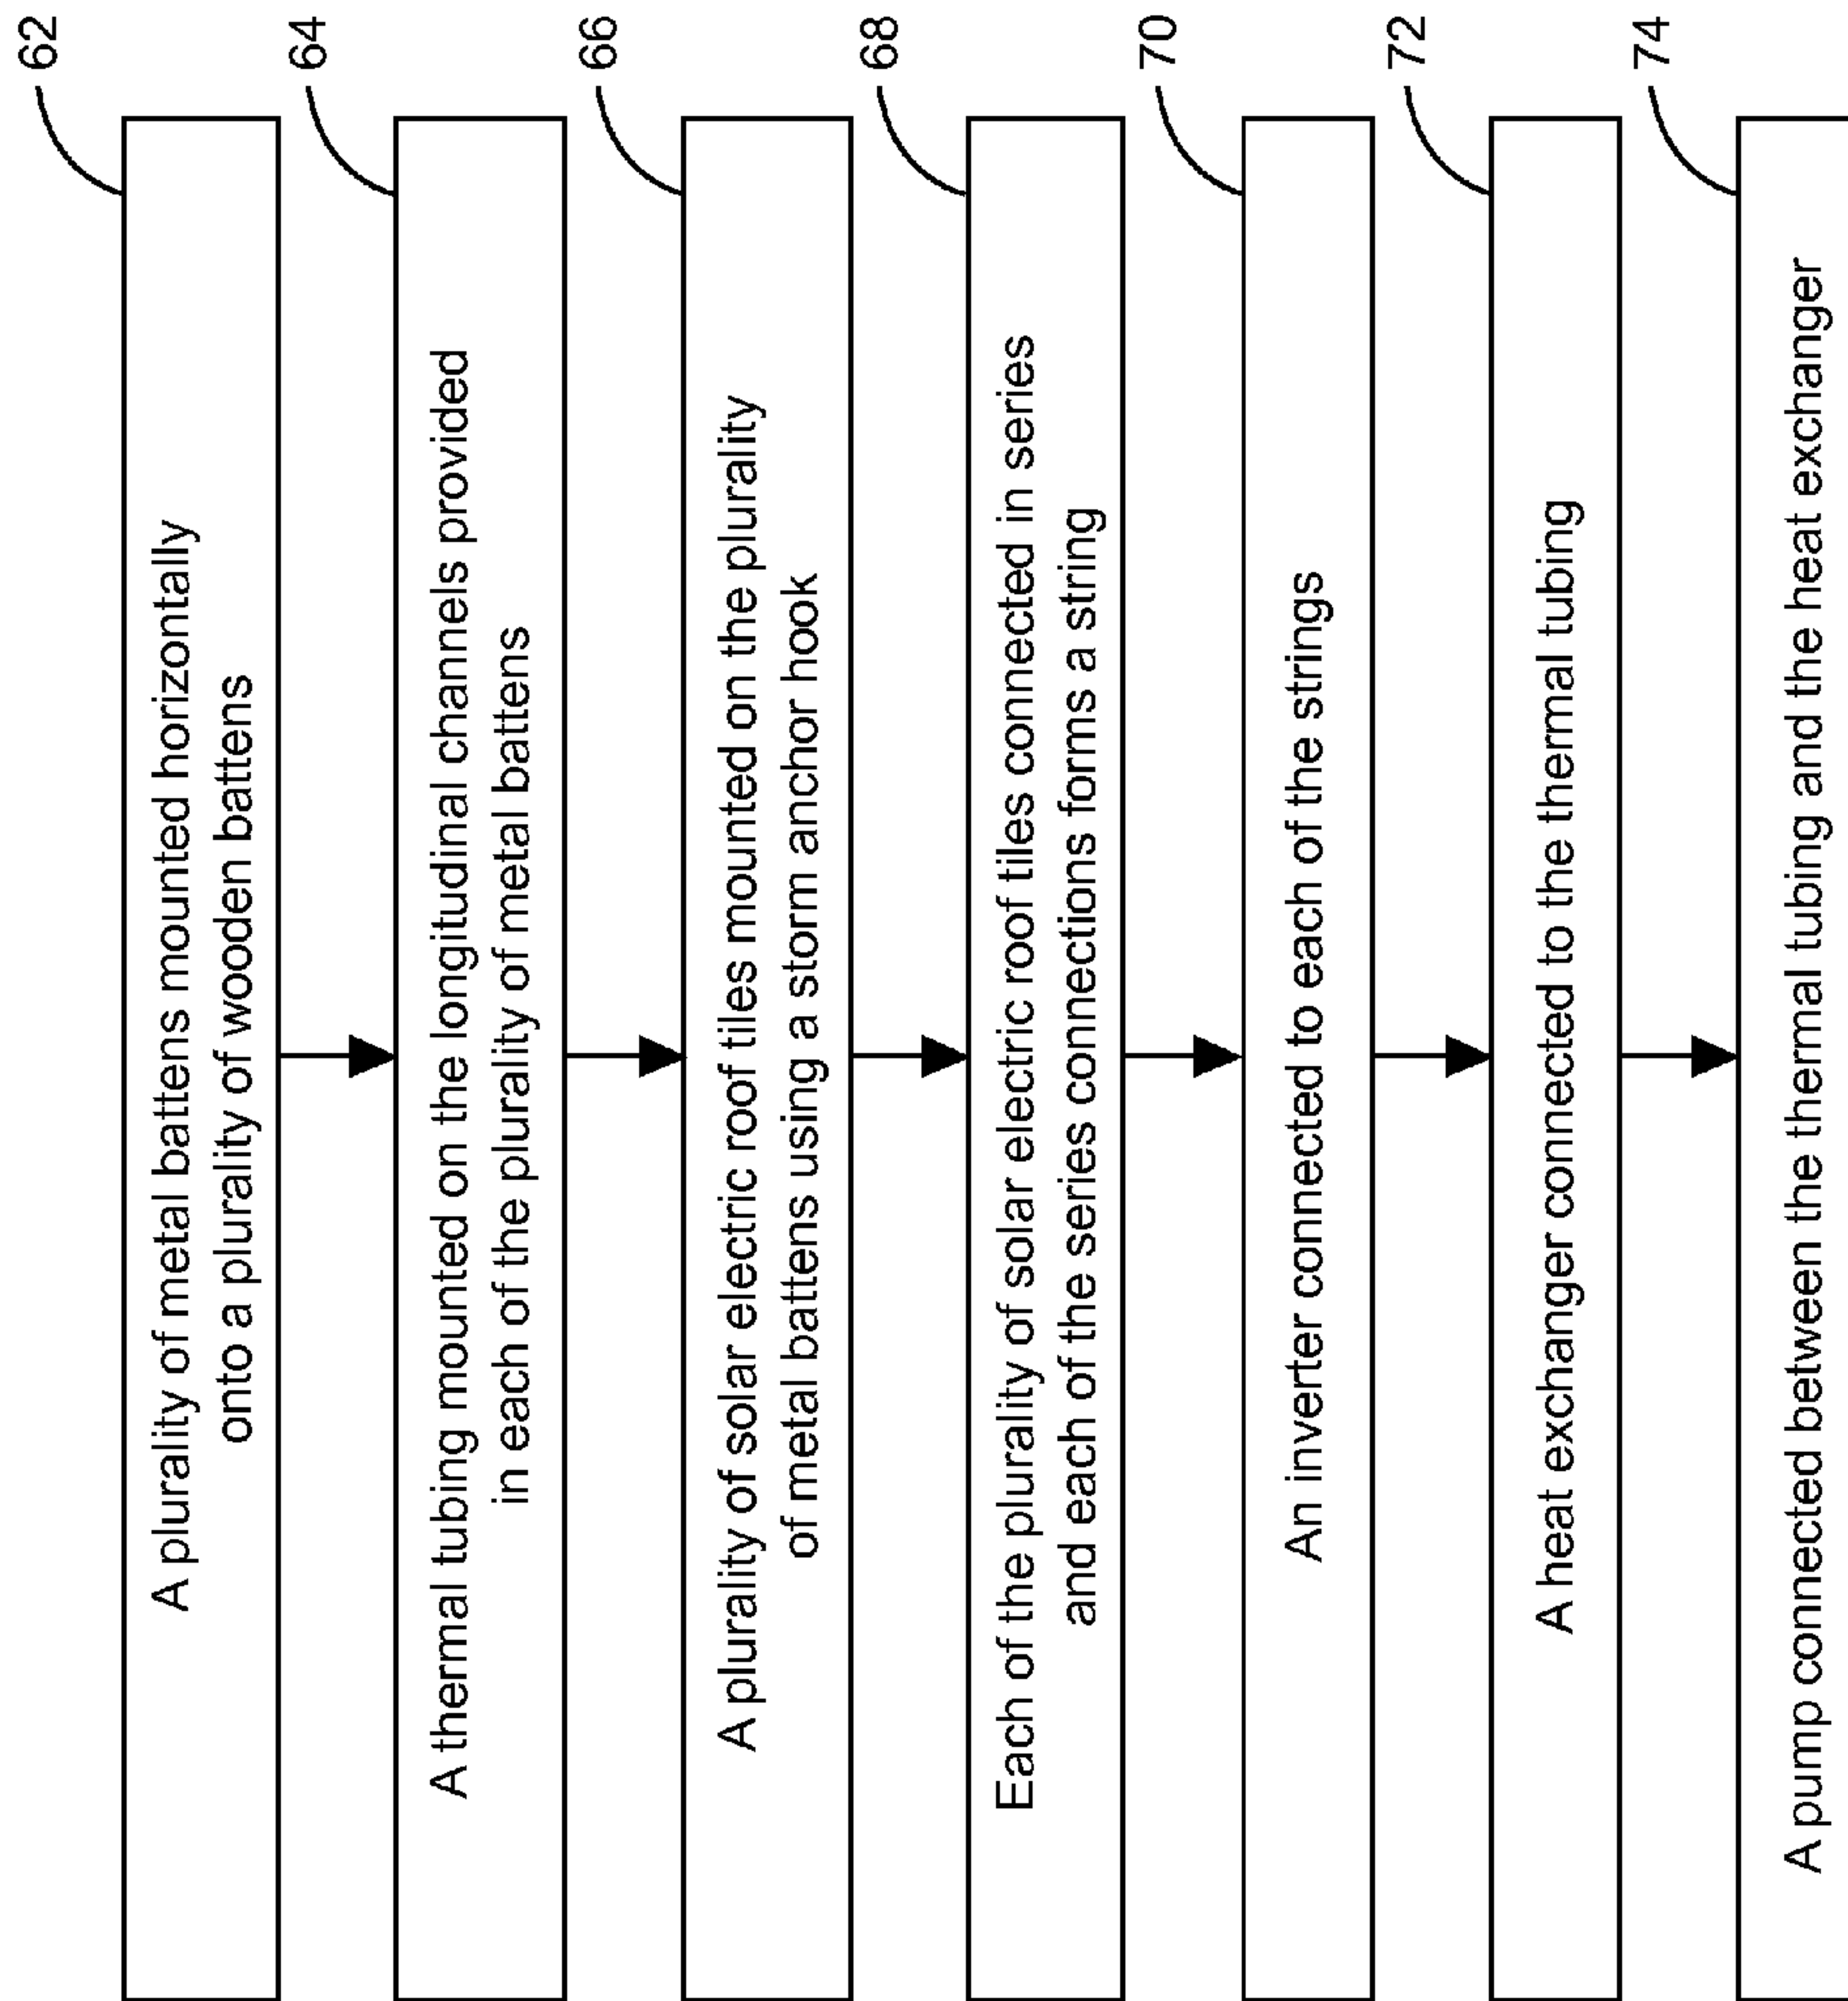 62
A plurality of metal battens mounted horizontally
onto a plurality of wooden battens
64
A thermal tubing mounted on the longitudinal channels provided
in each of the plurality of metal battens
66
A plurality of solar electric roof tiles mounted on the plurality
of metal battens using a storm anchor hook
68
Each of the plurality of solar electric roof tiles connected in series
and each of the series connections forms a string
70
An inverter connected to each of the strings
72
A heat exchanger connected to the thermal tubing
74
A pump connected between the thermal tubing and the heat exchanger